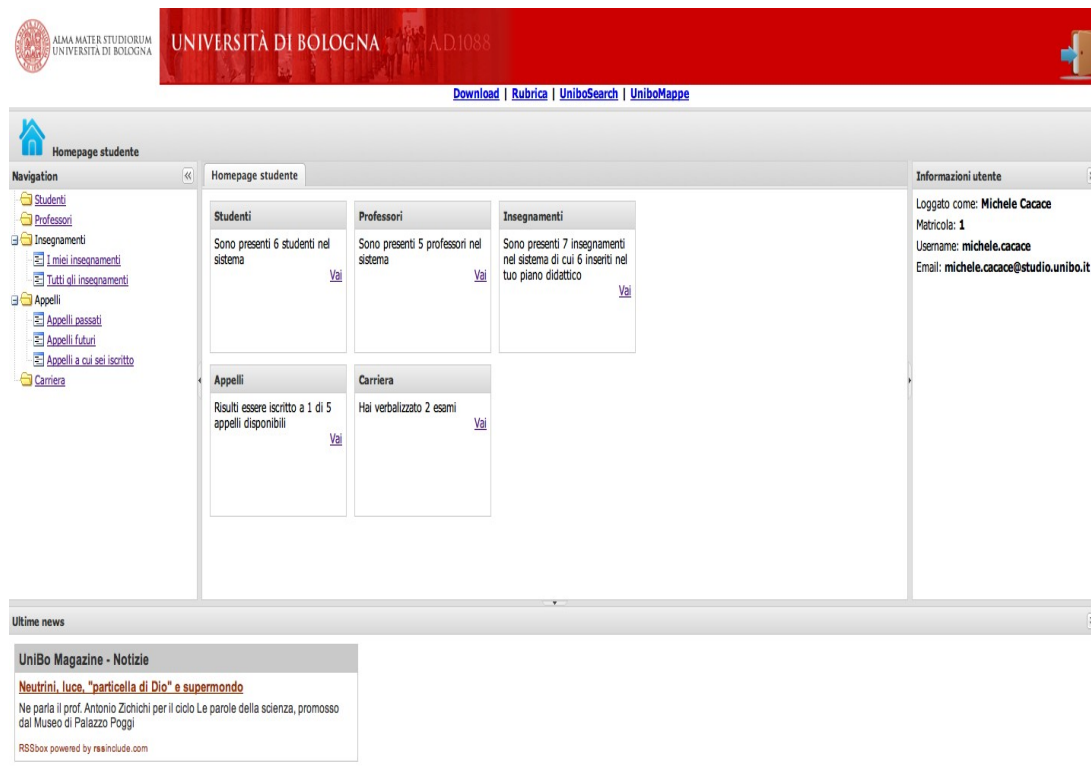 ALMA MATER STUDIORUM
UNIVERSITÀ DI BOLOGNA
UNIVERSITÀ DI BOLOGNA A.D.1088
Download | Rubrica | UniboSearch | UniboMappe
Homepage studente
Navigation
Studenti
Professori
Insegnamenti
I miei insegnamenti
Tutti gli insegnamenti
Appelli
Appelli passati
Appelli futuri
Appelli a cui sei iscritto
Carriera
Homepage studente
Studenti
Sono presenti 6 studenti nel
sistema
Vai
Professori
Sono presenti 5 professori nel
sistema
Vai
Insegnamenti
Sono presenti 7 insegnamenti
nel sistema di cui 6 inseriti nel
tuo piano didattico
Vai
Appelli
Risulti essere iscritto a 1 di 5
appelli disponibili
Vai
Carriera
Hai verbalizzato 2 esami
Vai
Informazioni utente
Loggato come: Michele Cacace
Matricola: 1
Username: michele.cacace
Email: michele.cacace@studio.unibo.it
Ultime news
UniBo Magazine - Notizie
Neutrini, luce, "particella di Dio" e supermondo
Ne parla il prof. Antonio Zichichi per il ciclo Le parole della scienza, promosso
dal Museo di Palazzo Poggi
RSSbox powered by rssinclude.com